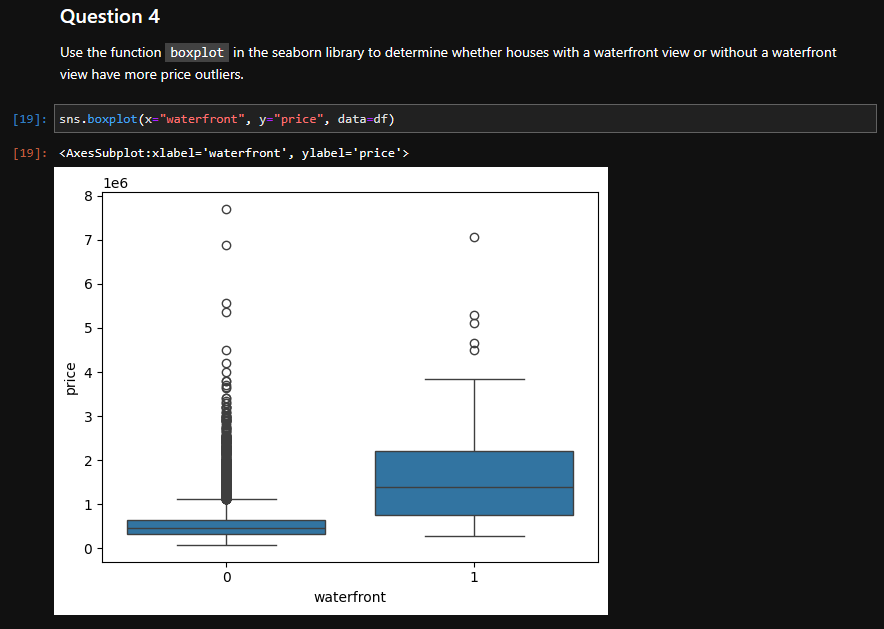 Question 4
Use the function boxplot in the seaborn library to determine whether houses with a waterfront view or without a waterfront
view have more price outliers.
[19]: sns.boxplot(x="waterfront", y="price", data=df)
[19]: <AxesSubplot:xlabel='waterfront', ylabel='price'>
1e6
8
7
6
5
4
3
2
1
0
price
0 1
waterfront